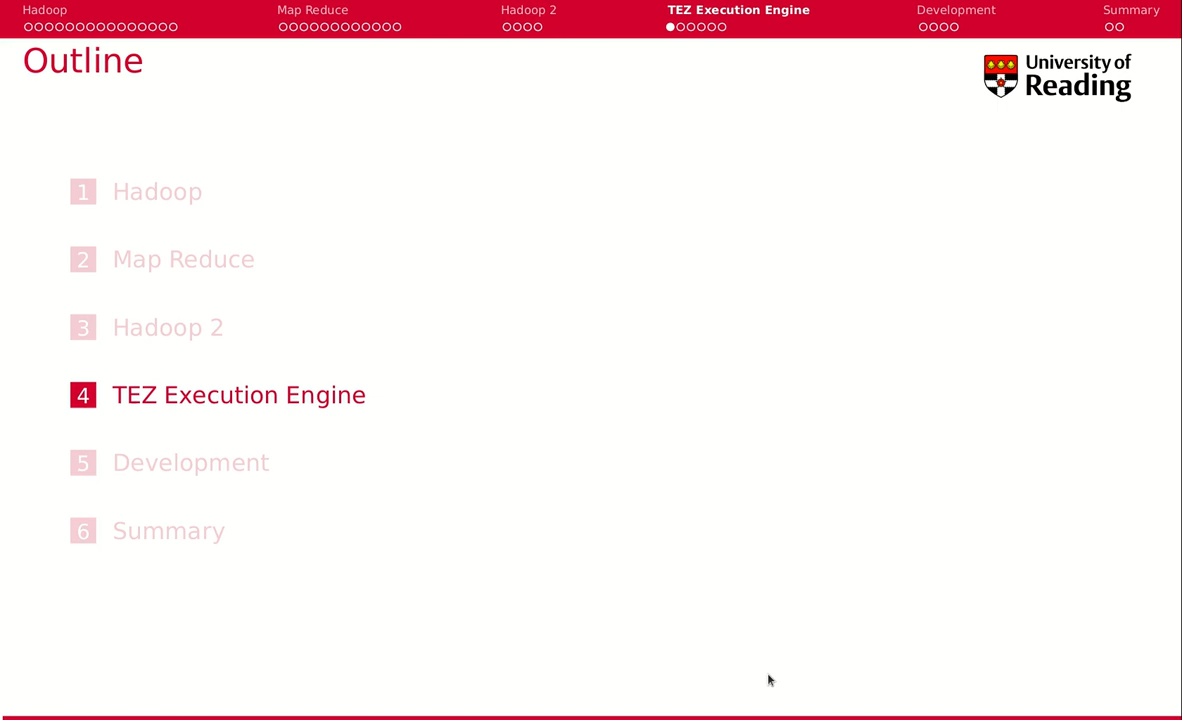 Hadoop Map Reduce Hadoop 2 TEZ Execution Engine Development Summary
Outline
University of
Reading
1 Hadoop
2 Map Reduce
3 Hadoop 2
4 TEZ Execution Engine
5 Development
6 Summary